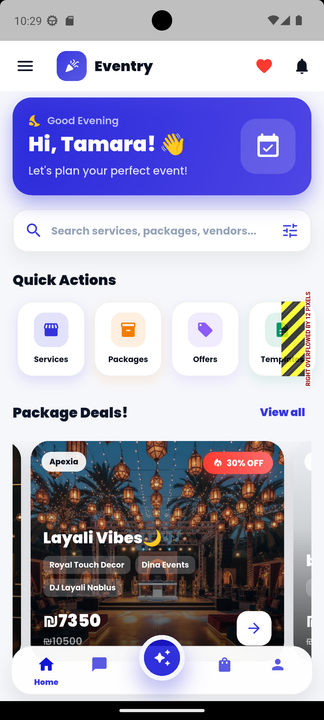 10:29
Eventry
Good Evening
Hi, Tamara! 👋
Let's plan your perfect event!
Search services, packages, vendors...
Quick Actions
Services
Packages
Offers
RIGHT OVERFLOWED BY 12 PIXELS
Package Deals!
View all
Apexia
30% OFF
Layali Vibes🌙
Royal Touch Decor
Dina Events
DJ Layali Nablus
₪7350
₪10500
Home